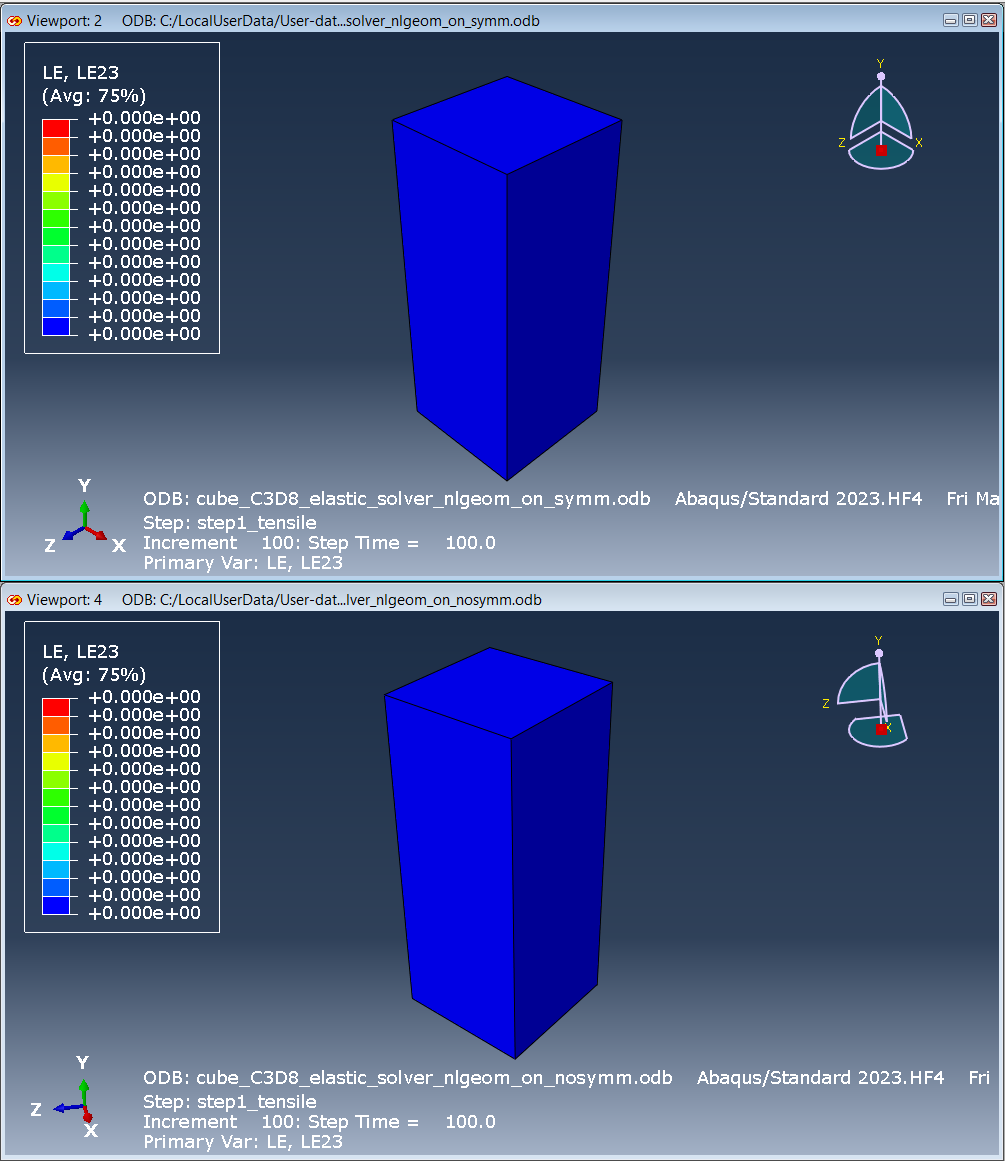 Viewport: 2 ODB: C:/LocalUserData/User-dat...solver_nlgeom_on_symm.odb
LE, LE23
(Avg: 75%)
+0.000e+00
+0.000e+00
+0.000e+00
+0.000e+00
+0.000e+00
+0.000e+00
+0.000e+00
+0.000e+00
+0.000e+00
+0.000e+00
+0.000e+00
+0.000e+00
+0.000e+00
Y
Z X
Y
Z X
ODB: cube_C3D8_elastic_solver_nlgeom_on_symm.odb Abaqus/Standard 2023.HF4 Fri Ma
Step: step1_tensile
Increment 100: Step Time = 100.0
Primary Var: LE, LE23
Viewport: 4 ODB: C:/LocalUserData/User-dat...lver_nlgeom_on_nosymm.odb
LE, LE23
(Avg: 75%)
+0.000e+00
+0.000e+00
+0.000e+00
+0.000e+00
+0.000e+00
+0.000e+00
+0.000e+00
+0.000e+00
+0.000e+00
+0.000e+00
+0.000e+00
+0.000e+00
+0.000e+00
Y
Z X
Y
Z
X
ODB: cube_C3D8_elastic_solver_nlgeom_on_nosymm.odb Abaqus/Standard 2023.HF4 Fri
Step: step1_tensile
Increment 100: Step Time = 100.0
Primary Var: LE, LE23